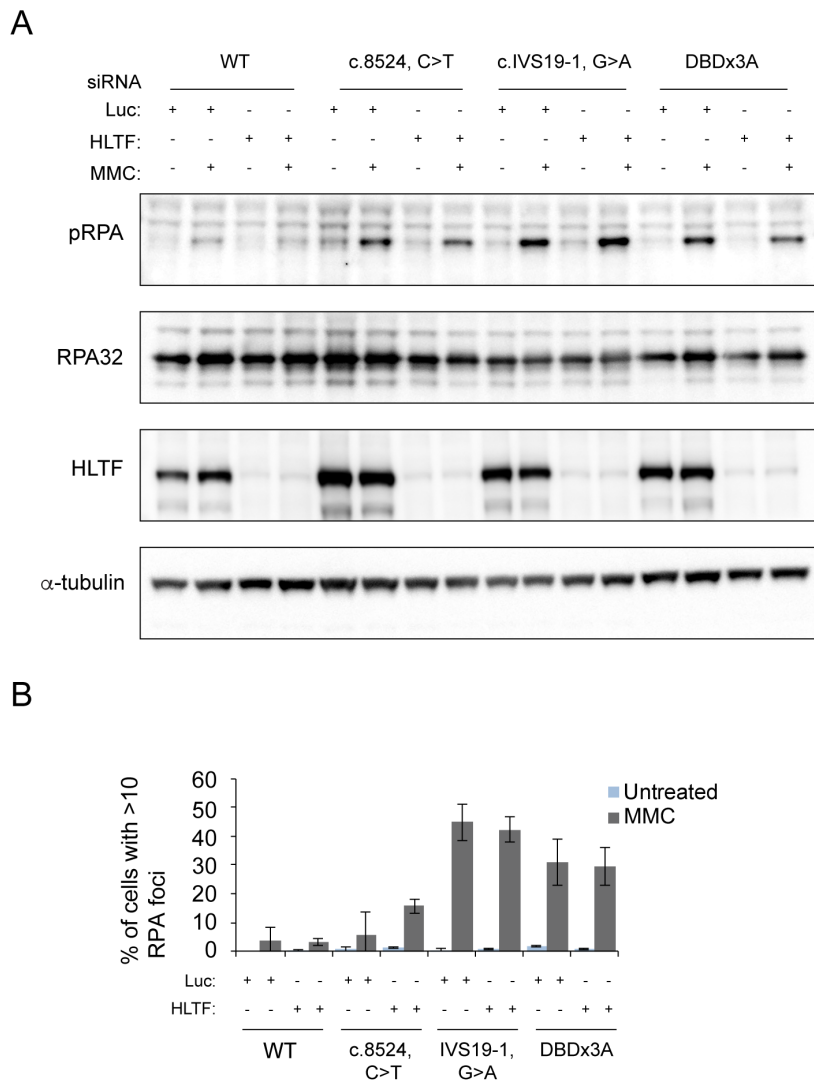 A
WT c.8524, C>T c.IVS19-1, G>A DBDx3A
siRNA
Luc: + + - - + + - - + + - - + + - -
HLTF: - - + + - - + + - - + + - - + +
MMC: - + - + - + - + - + - + - + - +
pRPA
RPA32
HLTF
α-tubulin
B
% of cells with >10
RPA foci
60
50
40
30
20
10
0
Untreated
MMC
Luc: + + - - + + - - + + - - + + - -
HLTF: - - + + - - + + - - + + - - + +
WT c.8524, IVS19-1, DBDx3A
C>T G>A